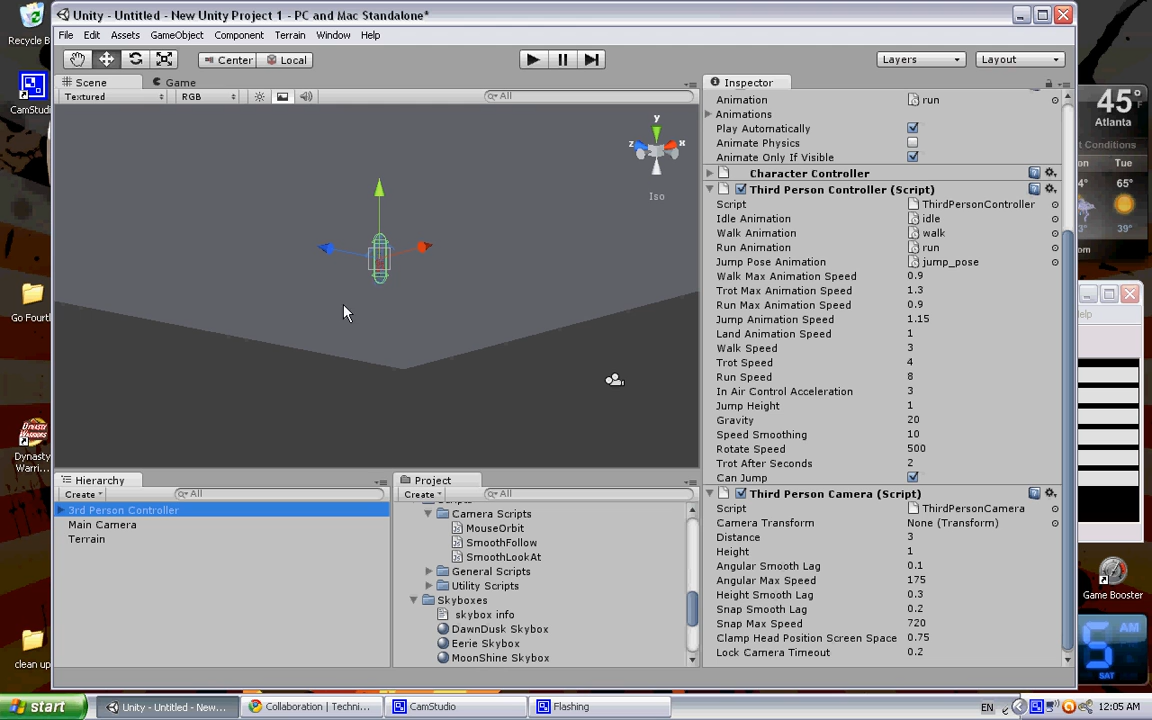 Recycle B
CamStu
Go Fourth
Dynasty
Warri...
clean up
Unity - Untitled - New Unity Project 1 - PC and Mac Standalone*
File Edit Assets GameObject Component Terrain Window Help
Center Local
Layers Layout
Scene Game
Textured RGB All
y
z x
Iso
Inspector
Animation run
Animations
Play Automatically
Animate Physics
Animate Only If Visible
Character Controller
Third Person Controller (Script)
Script ThirdPersonController
Idle Animation idle
Walk Animation walk
Run Animation run
Jump Pose Animation jump_pose
Walk Max Animation Speed 0.9
Trot Max Animation Speed 1.3
Run Max Animation Speed 0.9
Jump Animation Speed 1.15
Land Animation Speed 1
Walk Speed 3
Trot Speed 4
Run Speed 8
In Air Control Acceleration 3
Jump Height 1
Gravity 20
Speed Smoothing 10
Rotate Speed 500
Trot After Seconds 2
Can Jump
Third Person Camera (Script)
Script ThirdPersonCamera
Camera Transform None (Transform)
Distance 3
Height 1
Angular Smooth Lag 0.1
Angular Max Speed 175
Height Smooth Lag 0.3
Snap Smooth Lag 0.2
Snap Max Speed 720
Clamp Head Position Screen Space 0.75
Lock Camera Timeout 0.2
Hierarchy
Create All
3rd Person Controller
Main Camera
Terrain
Project
Create All
Camera Scripts
MouseOrbit
SmoothFollow
SmoothLookAt
General Scripts
Utility Scripts
Skyboxes
skybox info
DawnDusk Skybox
Eerie Skybox
MoonShine Skybox
45°
Atlanta
t Conditions
n Tue
4° 65°
3° 39°
om
elp
Game Booster
5 AM
SAT
start
Unity - Untitled - New...
Collaboration | Techni...
CamStudio
Flashing
EN
12:05 AM